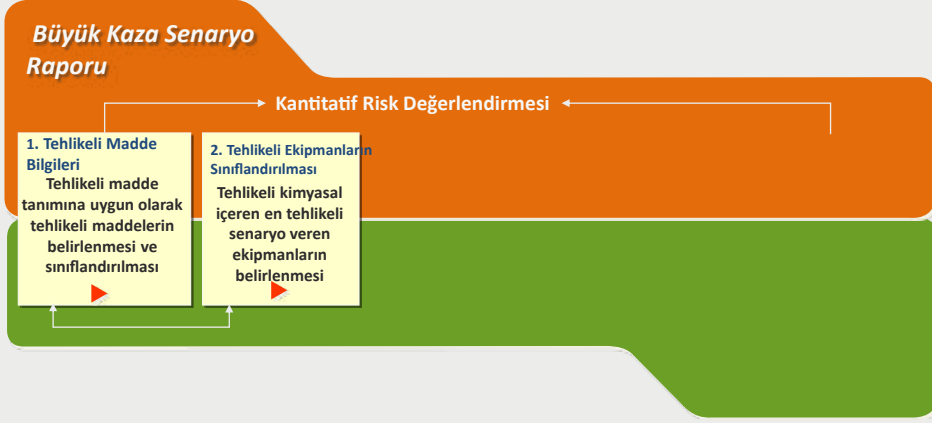 Büyük Kaza Senaryo
Raporu
Kantitatif Risk Değerlendirmesi
1. Tehlikeli Madde
Bilgileri
Tehlikeli madde
tanımına uygun olarak
tehlikeli maddelerin
belirlenmesi ve
sınıflandırılması
2. Tehlikeli Ekipmanların
Sınıflandırılması
Tehlikeli kimyasal
içeren en tehlikeli
senaryo veren
ekipmanların
belirlenmesi